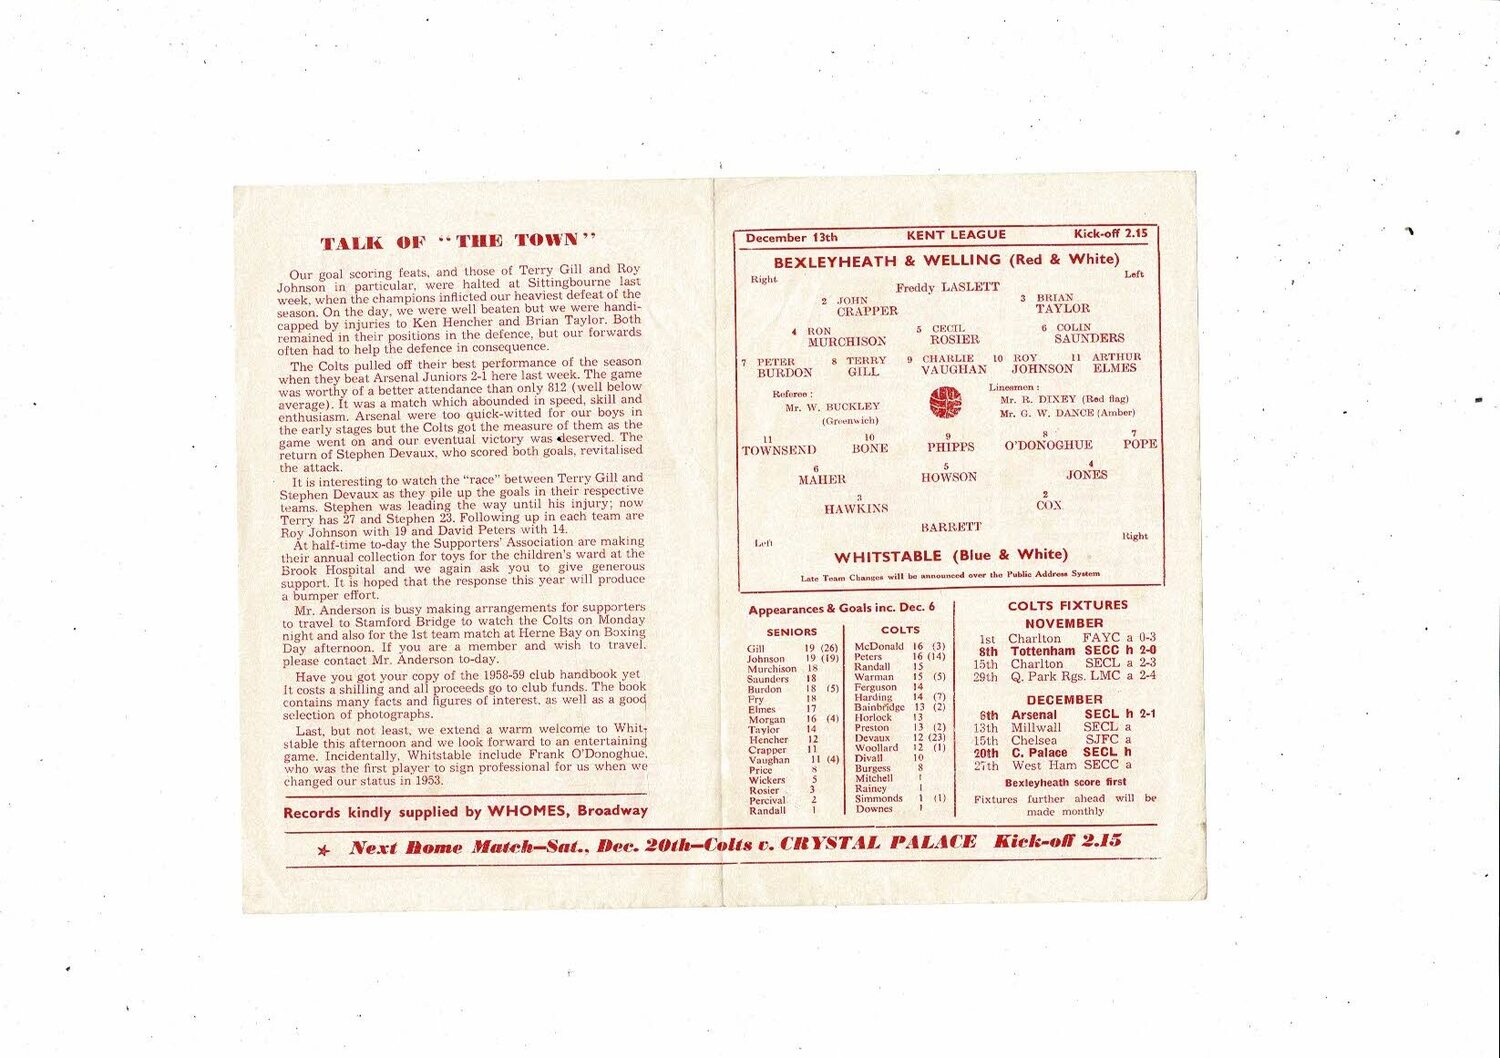 TALK OF "THE TOWN"
Our goal scoring feats, and those of Terry Gill and Roy
Johnson in particular, were halted at Sittingbourne last
week, when the champions inflicted our heaviest defeat of the
season. On the day, we were well beaten but we were handi-
capped by injuries to Ken Hencher and Brian Taylor. Both
remained in their positions in the defence, but our forwards
often had to help the defence in consequence.
The Colts pulled off their best performance of the season
when they beat Arsenal Juniors 2-1 here last week. The game
was worthy of a better attendance than only 812 (well below
average). It was a match which abounded in speed, skill and
enthusiasm. Arsenal were too quick-witted for our boys in
the early stages but the Colts got the measure of them as the
game went on and our eventual victory was deserved. The
return of Stephen Devaux, who scored both goals, revitalised
the attack.
It is interesting to watch the "race" between Terry Gill and
Stephen Devaux as they pile up the goals in their respective
teams. Stephen was leading the way until his injury; now
Terry has 27 and Stephen 23. Following up in each team are
Roy Johnson with 19 and David Peters with 14.
At half-time to-day the Supporters' Association are making
their annual collection for toys for the children's ward at the
Brook Hospital and we again ask you to give generous
support. It is hoped that the response this year will produce
a bumper effort.
Mr. Anderson is busy making arrangements for supporters
to travel to Stamford Bridge to watch the Colts on Monday
night and also for the 1st team match at Herne Bay on Boxing
Day afternoon. If you are a member and wish to travel,
please contact Mr. Anderson to-day.
Have you got your copy of the 1958-59 club handbook yet
It costs a shilling and all proceeds go to club funds. The book
contains many facts and figures of interest, as well as a good
selection of photographs.
Last, but not least, we extend a warm welcome to Whit-
stable this afternoon and we look forward to an entertaining
game. Incidentally, Whitstable include Frank O'Donoghue,
who was the first player to sign professional for us when we
changed our status in 1953.
Records kindly supplied by WHOMES, Broadway
December 13th KENT LEAGUE Kick-off 2.15
BEXLEYHEATH & WELLING (Red & White)
Right Left
Freddy LASLETT
2 JOHN 3 BRIAN
CRAPPER TAYLOR
4 RON 5 CECIL 6 COLIN
MURCHISON ROSIER SAUNDERS
7 PETER 8 TERRY 9 CHARLIE 10 ROY 11 ARTHUR
BURDON GILL VAUGHAN JOHNSON ELMES
Referee : Linesmen :
Mr. W. BUCKLEY Mr. R. DIXEY (Red flag)
(Greenwich) Mr. G. W. DANCE (Amber)
11 10 9 8 7
TOWNSEND BONE PHIPPS O'DONOGHUE POPE
6 5 4
MAHER HOWSON JONES
3 2
HAWKINS COX
BARRETT
Left Right
WHITSTABLE (Blue & White)
Late Team Changes will be announced over the Public Address System
Appearances & Goals inc. Dec. 6
SENIORS
Gill 19 (26)
Johnson 19 (19)
Murchison 18
Saunders 18
Burdon 18 (5)
Fry 18
Elmes 17
Morgan 16 (4)
Taylor 14
Hencher 12
Crapper 11
Vaughan 11 (4)
Price 8
Wickers 5
Rosier 3
Percival 2
Randall 1
COLTS
McDonald 16 (3)
Peters 16 (14)
Randall 15
Warman 15 (5)
Ferguson 14
Harding 14 (7)
Bainbridge 13 (2)
Horlock 13
Preston 13 (2)
Devaux 12 (23)
Woollard 12 (1)
Divall 10
Burgess 8
Mitchell 1
Rainey 1
Simmonds 1 (1)
Downes 1
COLTS FIXTURES
NOVEMBER
1st Charlton FAYC a 0-3
8th Tottenham SECC h 2-0
15th Charlton SECL a 2-3
29th Q. Park Rgs. LMC a 2-4
DECEMBER
6th Arsenal SECL h 2-1
13th Millwall SECL a
15th Chelsea SJFC a
20th C. Palace SECL h
27th West Ham SECC a
Bexleyheath score first
Fixtures further ahead will be
made monthly
Next Home Match—Sat., Dec. 20th—Colts v. CRYSTAL PALACE Kick-off 2.15